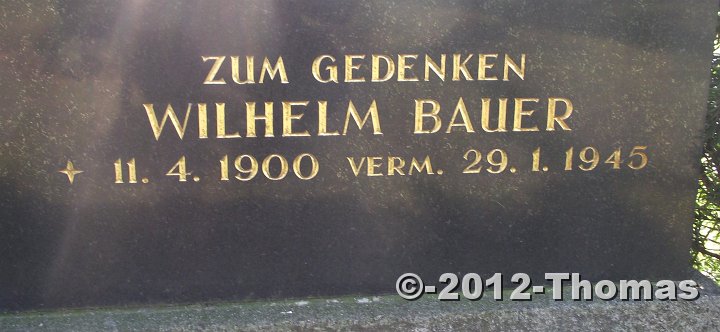 ZUM GEDENKEN
WILHELM BAUER
11. 4. 1900 VERM. 29. 1. 1945
©-2012-Thomas